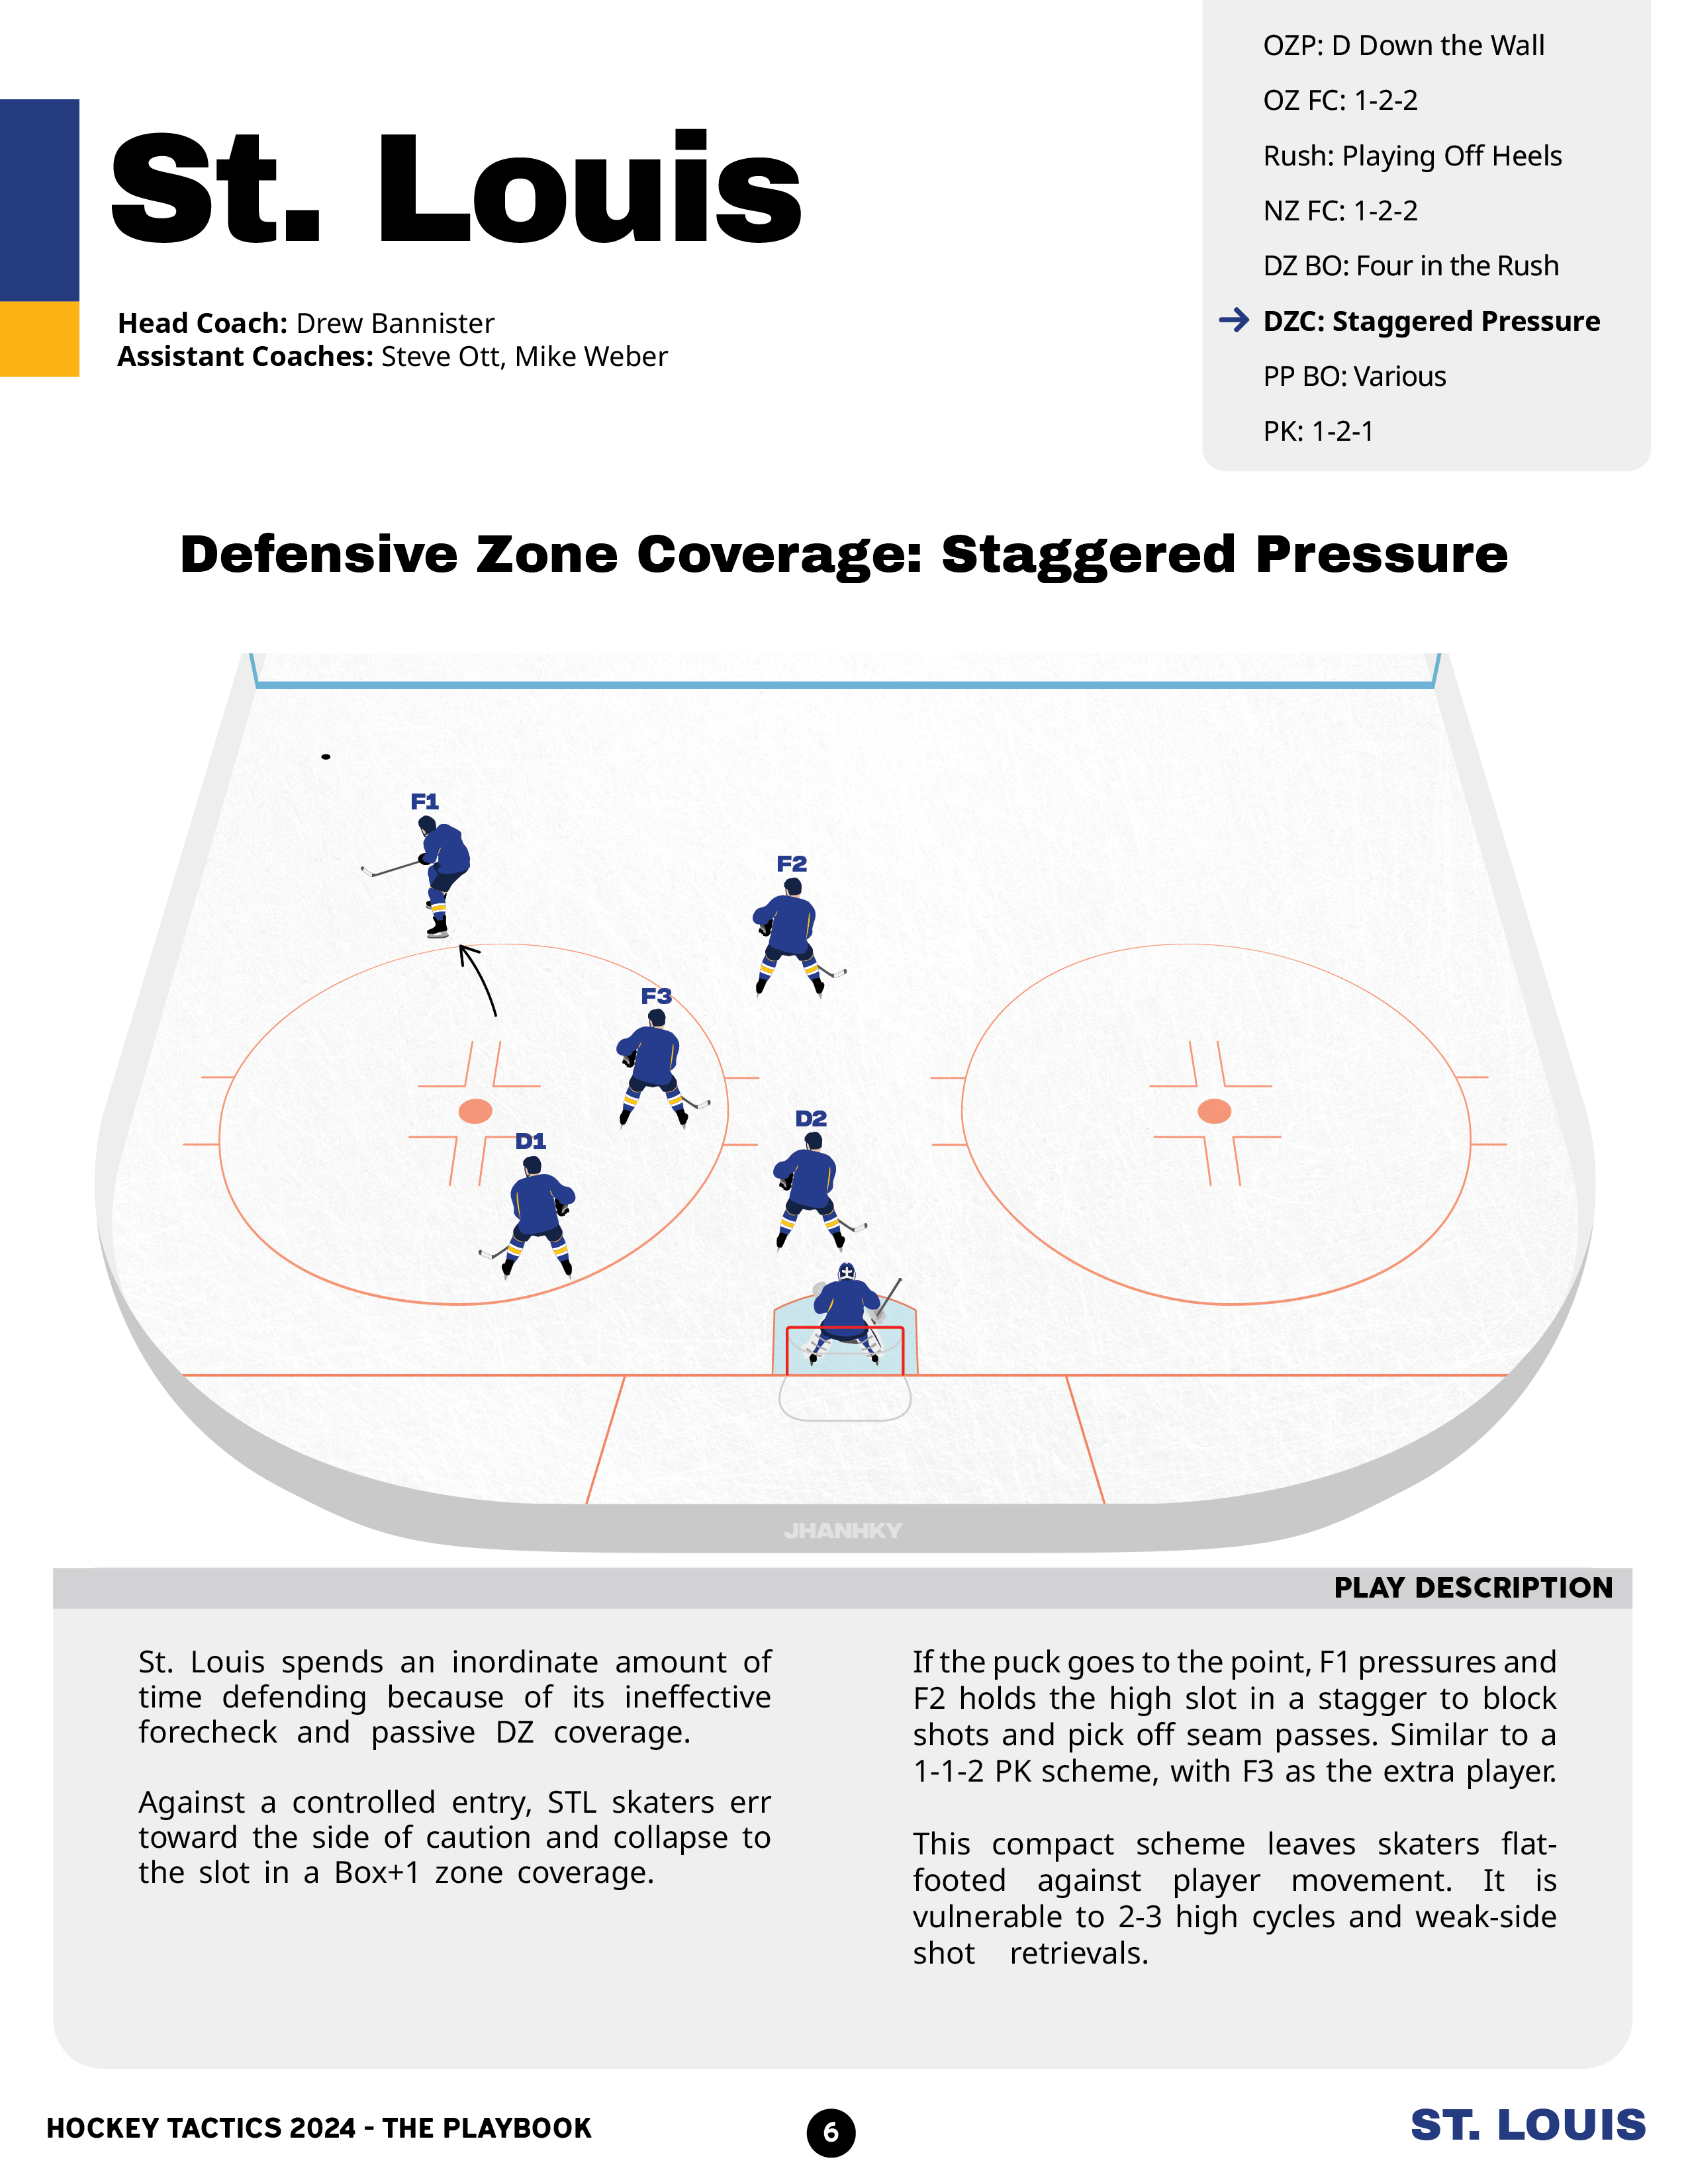 OZP: D Down the Wall
OZ FC: 1-2-2
Rush: Playing Off Heels
NZ FC: 1-2-2
DZ BO: Four in the Rush
DZC: Staggered Pressure
PP BO: Various
PK: 1-2-1
St. Louis
Head Coach: Drew Bannister
Assistant Coaches: Steve Ott, Mike Weber
Defensive Zone Coverage: Staggered Pressure
F1
F2
F3
D2
D1
JHANHKY
PLAY DESCRIPTION
St. Louis spends an inordinate amount of
time defending because of its ineffective
forecheck and passive DZ coverage.
Against a controlled entry, STL skaters err
toward the side of caution and collapse to
the slot in a Box+1 zone coverage.
If the puck goes to the point, F1 pressures and
F2 holds the high slot in a stagger to block
shots and pick off seam passes. Similar to a
1-1-2 PK scheme, with F3 as the extra player.
This compact scheme leaves skaters flat-
footed against player movement. It is
vulnerable to 2-3 high cycles and weak-side
shot retrievals.
HOCKEY TACTICS 2024 - THE PLAYBOOK
6
ST. LOUIS